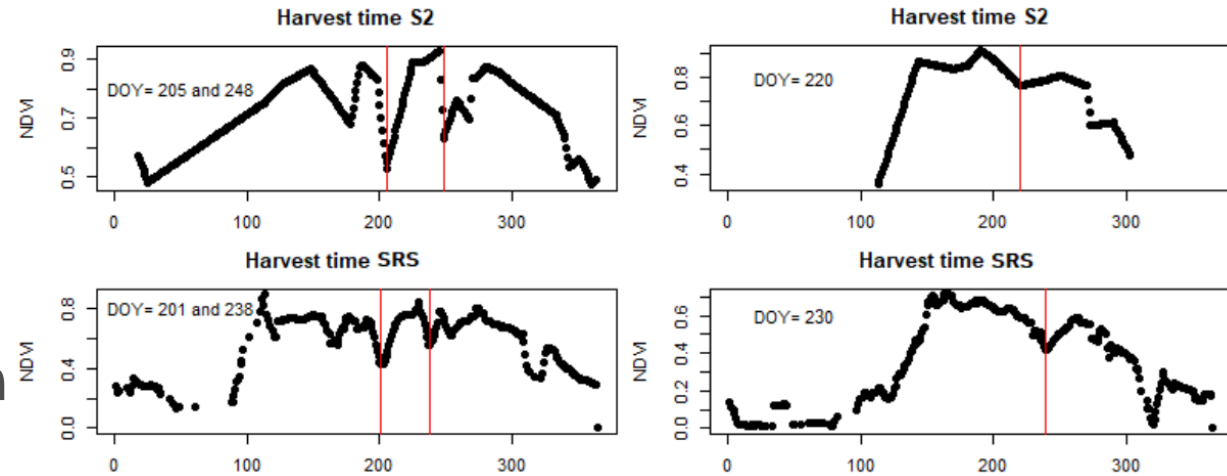 Harvest time S2
NDVI
0.9
0.7
0.5
DOY= 205 and 248
0 100 200 300
Harvest time S2
NDVI
0.8
0.6
0.4
DOY= 220
0 100 200 300
Harvest time SRS
NDVI
0.8
0.4
0.0
DOY= 201 and 238
0 100 200 300
Harvest time SRS
NDVI
0.6
0.4
0.2
0.0
DOY= 230
0 100 200 300
n